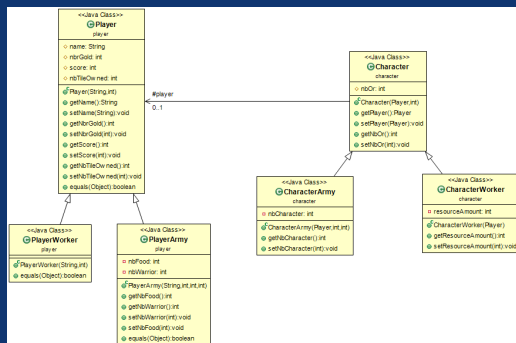 <<Java Class>>
Player
player
name: String
nbrGold: int
score: int
nbTileOwned: int
Player(String,int)
getName():String
setName(String):void
getNbrGold():int
setNbrGold(int):void
getScore():int
setScore(int):void
getNbTileOwned():int
setNbTileOwned(int):void
equals(Object):boolean
#player
0..1
<<Java Class>>
Character
character
nbOr: int
Character(Player,int)
getPlayer():Player
setPlayer(Player):void
getNbOr():int
setNbOr(int):void
<<Java Class>>
CharacterArmy
character
nbCharacter: int
CharacterArmy(Player,int,int)
getNbCharacter():int
setNbCharacter(int):void
<<Java Class>>
CharacterWorker
character
resourceAmount: int
CharacterWorker(Player)
getResourceAmount():int
setResourceAmount(int):void
<<Java Class>>
PlayerWorker
player
PlayerWorker(String,int)
equals(Object):boolean
<<Java Class>>
PlayerArmy
player
nbFood: int
nbWarrior: int
PlayerArmy(String,int,int,int)
getNbFood():int
getNbWarrior():int
setNbWarrior(int):void
setNbFood(int):void
equals(Object):boolean